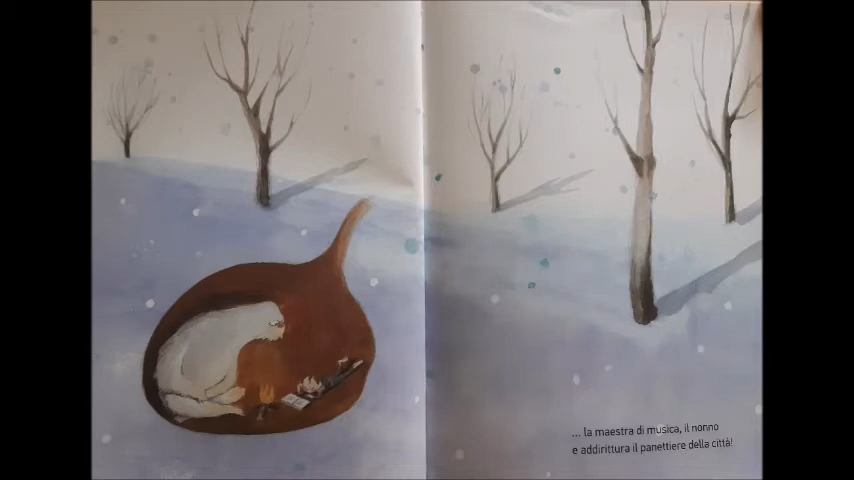 ... la maestra di musica, il nonno
e addirittura il panettiere della città!